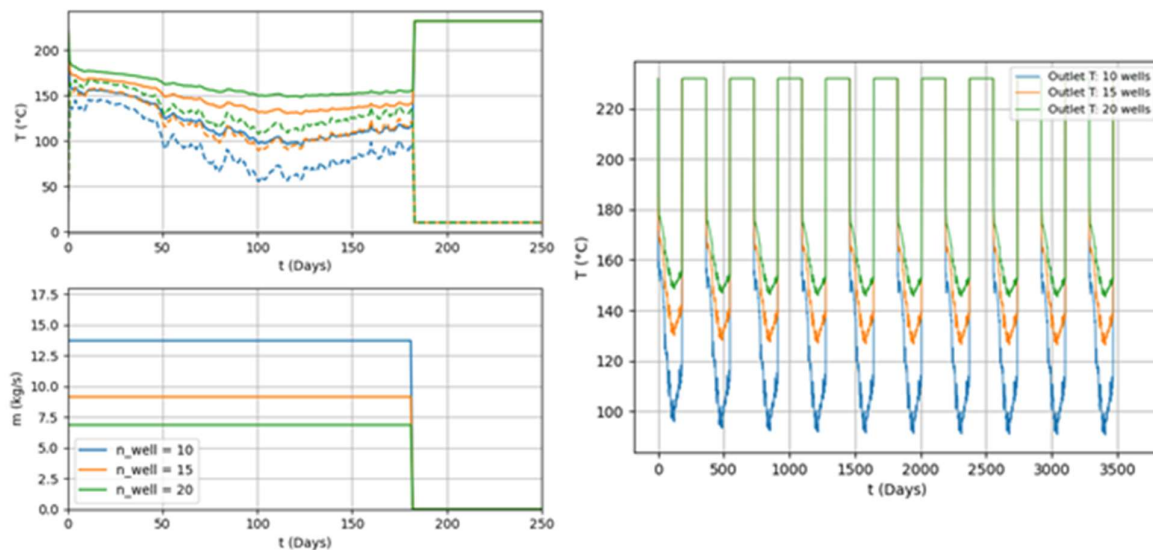 200
150
100
50
0
T (°C)
0 50 100 150 200 250
t (Days)
17.5
15.0
12.5
10.0
7.5
5.0
2.5
0.0
m (kg/s)
n_well = 10
n_well = 15
n_well = 20
0 50 100 150 200 250
t (Days)
Outlet T: 10 wells
Outlet T: 15 wells
Outlet T: 20 wells
220
200
180
160
140
120
100
T (°C)
0 500 1000 1500 2000 2500 3000 3500
t (Days)